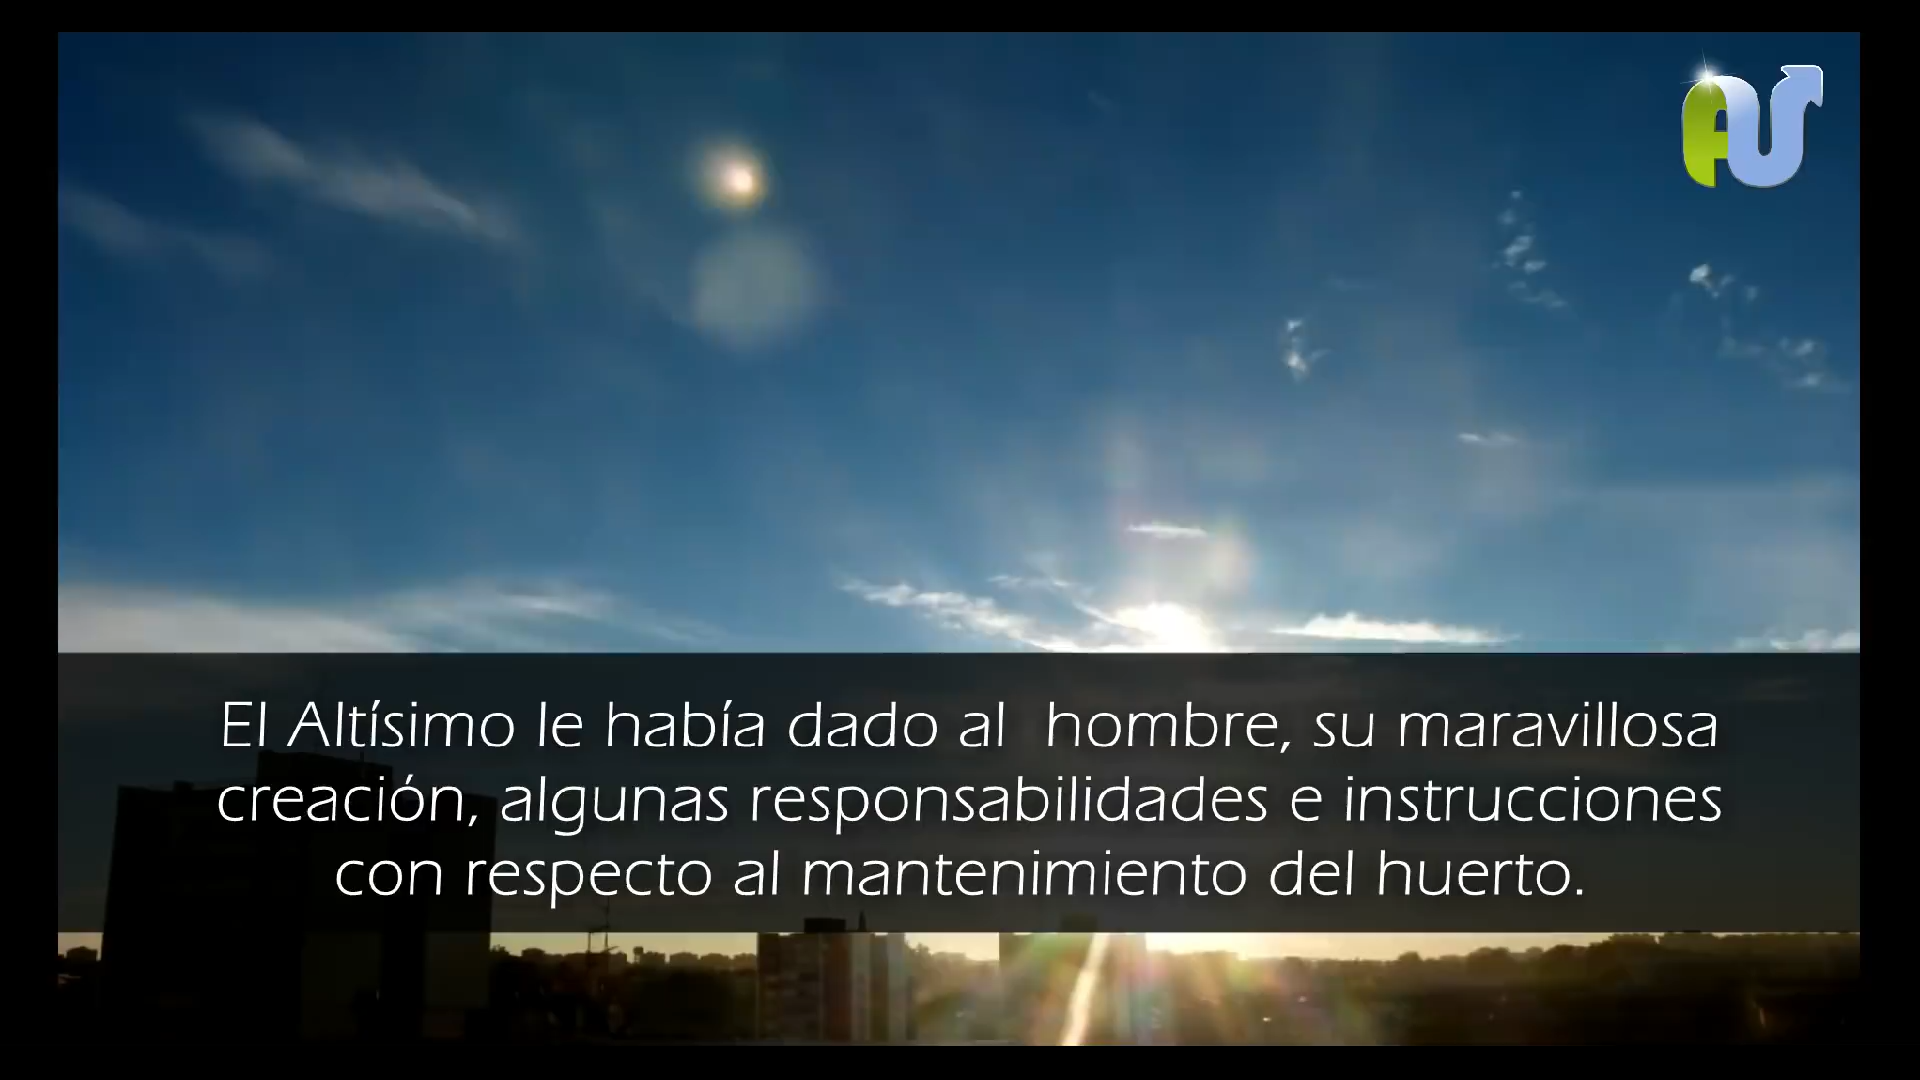 AU
El Altísimo le había dado al  hombre, su maravillosa
creación, algunas responsabilidades e instrucciones
con respecto al mantenimiento del huerto.